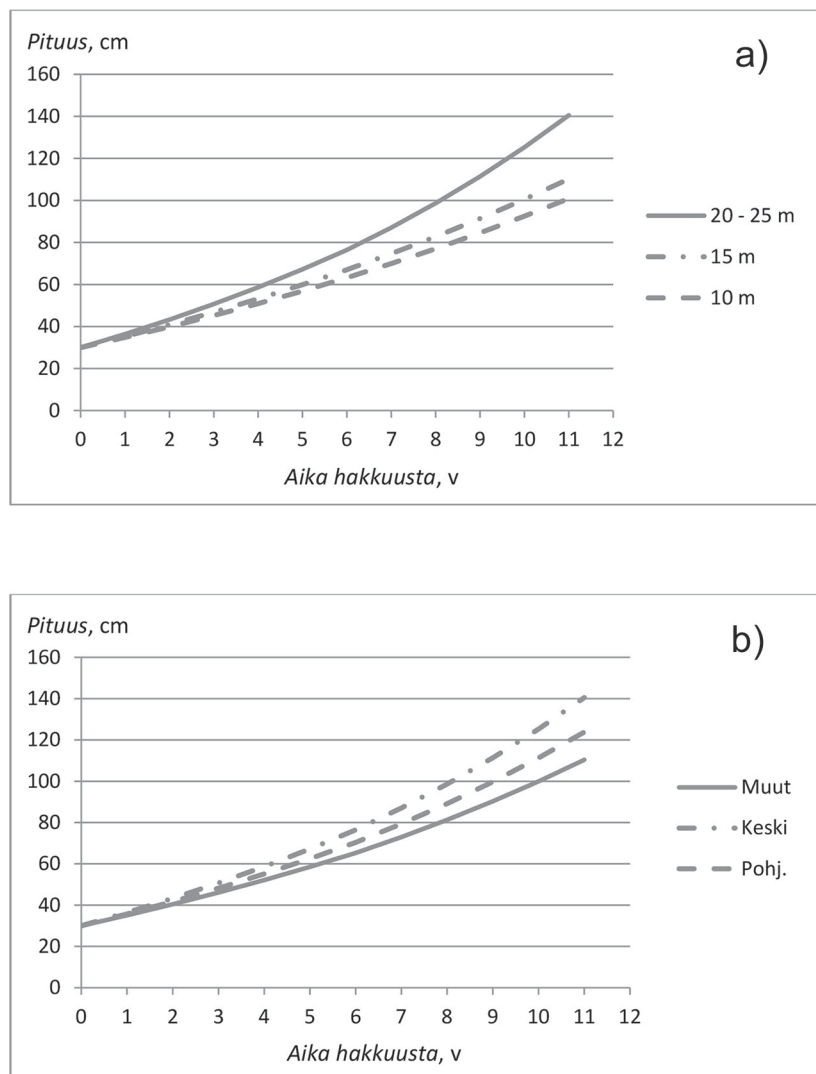 Pituus, cm
a)
160
140
120
100
80
60
40
20
0
0 1 2 3 4 5 6 7 8 9 10 11 12
Aika hakkuusta, v
20 - 25 m
15 m
10 m
Pituus, cm
b)
160
140
120
100
80
60
40
20
0
0 1 2 3 4 5 6 7 8 9 10 11 12
Aika hakkuusta, v
Muut
Keski
Pohj.